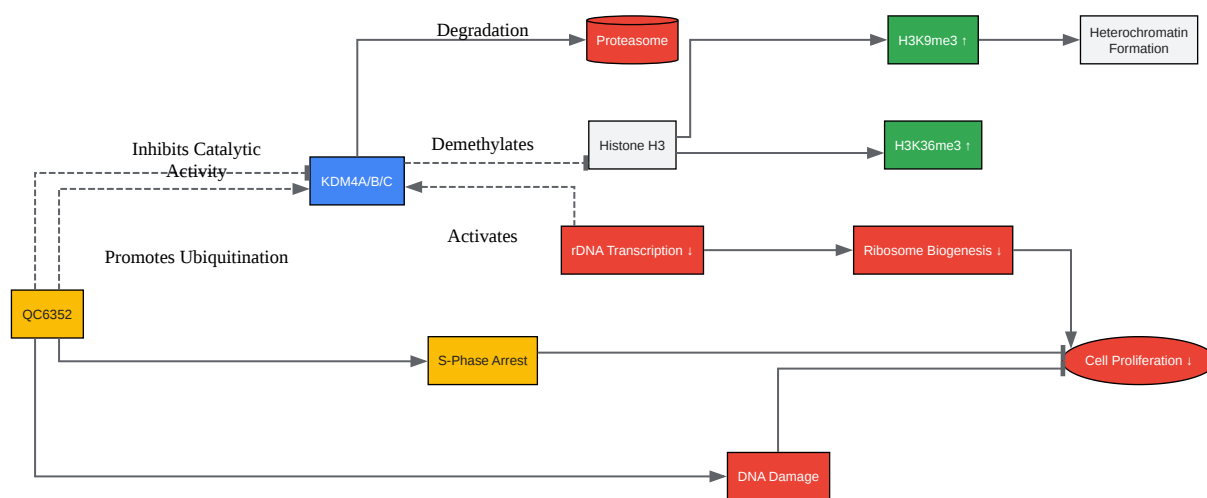 Degradation
Proteasome
H3K9me3 ↑
Heterochromatin
Formation
Inhibits Catalytic
Activity
Demethylates
Histone H3
H3K36me3 ↑
KDM4A/B/C
Activates
rDNA Transcription ↓
Ribosome Biogenesis ↓
Promotes Ubiquitination
QC6352
S-Phase Arrest
Cell Proliferation ↓
DNA Damage